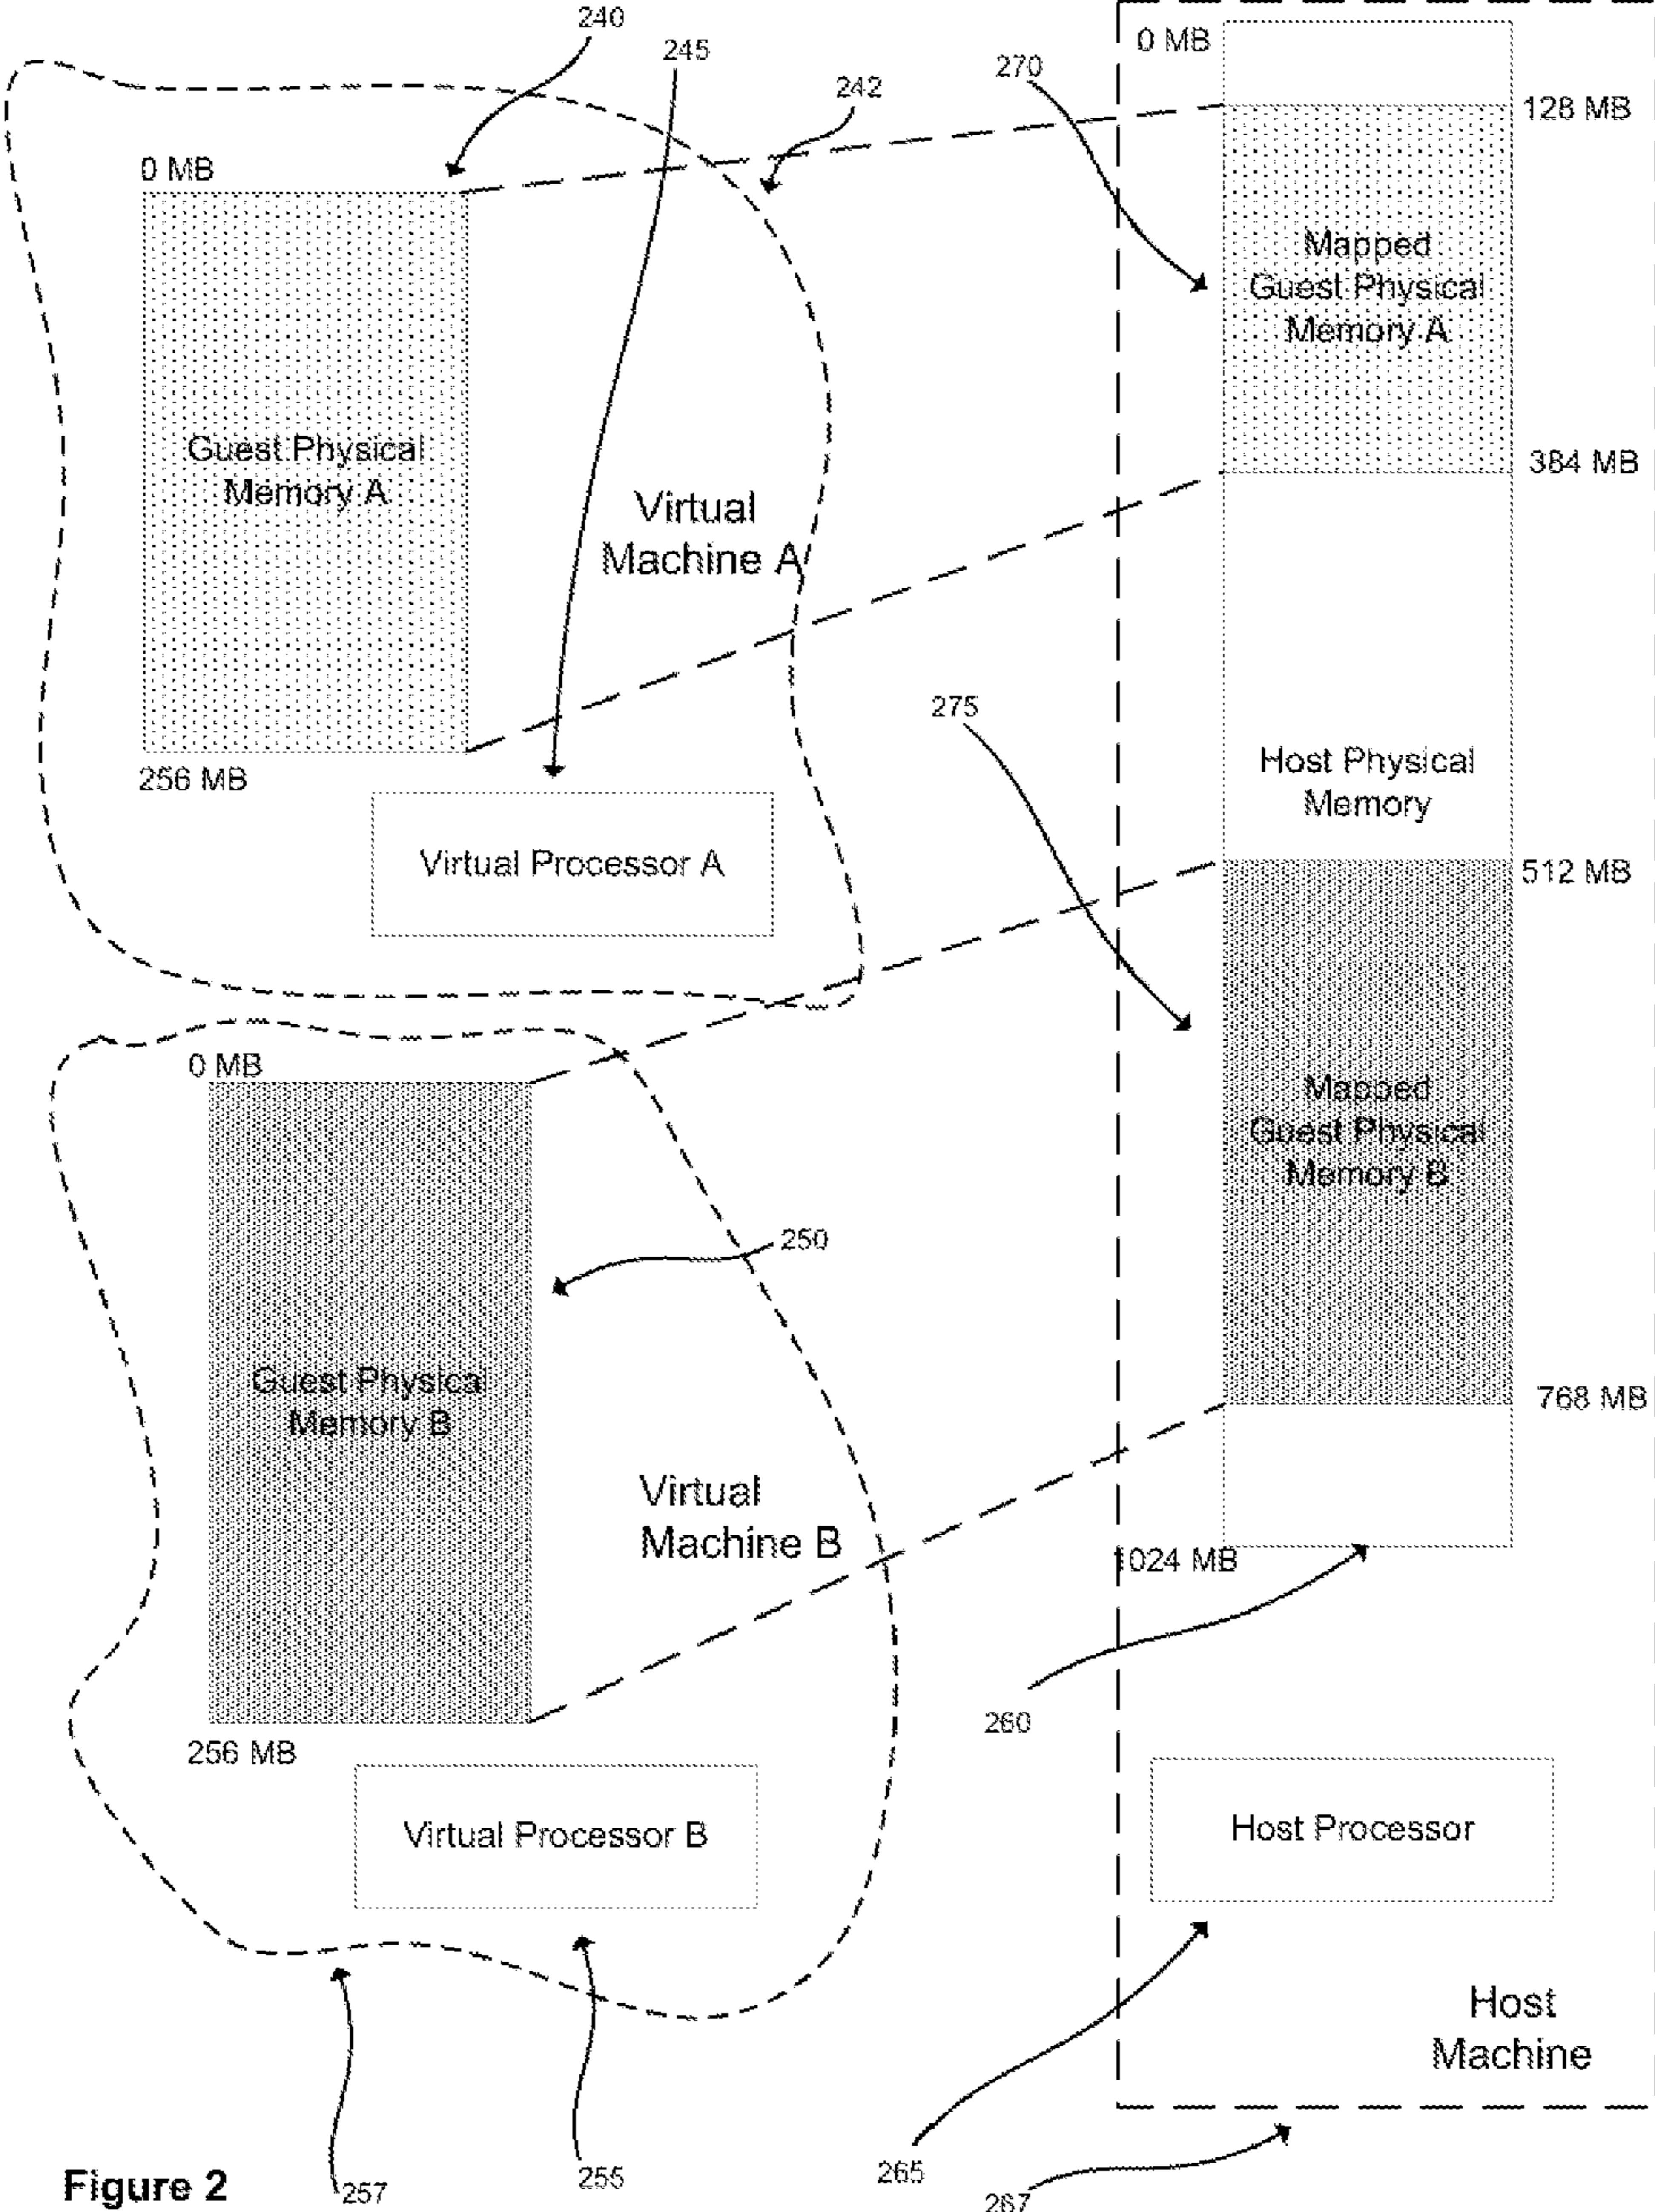 240
245
242
270
0 MB
128 MB
0 MB
Mapped
Guest Physical
Memory A
Guest Physical
Memory A
384 MB
Virtual
Machine A
275
256 MB
Host Physical
Memory
Virtual Processor A
512 MB
0 MB
Mapped
Guest Physical
Memory B
250
Guest Physical
Memory B
768 MB
Virtual
Machine B
1024 MB
260
256 MB
Virtual Processor B
Host Processor
Host
Machine
Figure 2
257
255
265
267